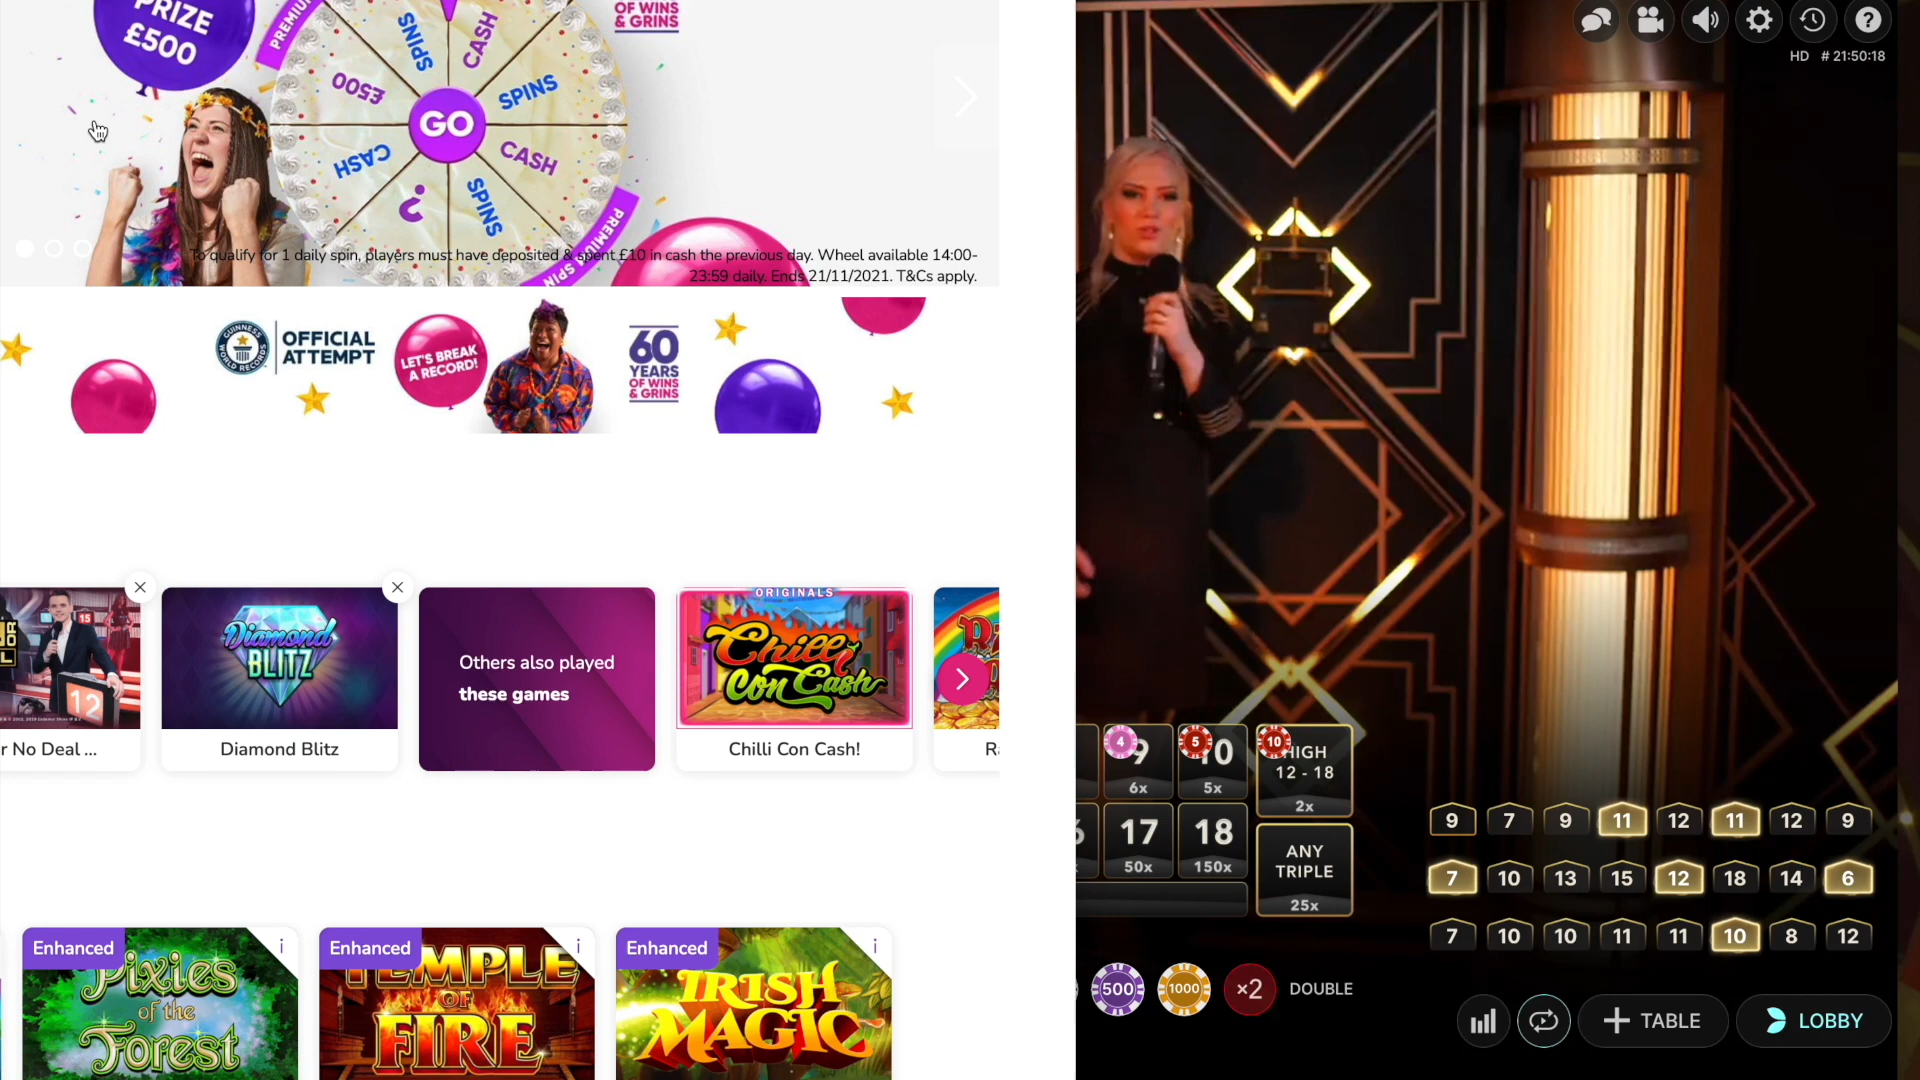 PRIZE
£500
PREMIUM
SPINS
CASH
£500
SPINS
GO
CASH
CASH
?
SPINS
PREMIUM SPIN
OF WINS
& GRINS
To qualify for 1 daily spin, players must have deposited & spent £10 in cash the previous day. Wheel available 14:00-
23:59 daily. Ends 21/11/2021. T&Cs apply.
GUINNESS
WORLD RECORDS
OFFICIAL
ATTEMPT
LET'S BREAK
A RECORD!
60
YEARS
OF WINS
& GRINS
15
12
r No Deal ...
Diamond
BLITZ
Diamond Blitz
Others also played
these games
ORIGINALS
Chilli
Con Cash
Chilli Con Cash!
Enhanced
i
Pixies
of the
Forest
Enhanced
i
TEMPLE
OF
FIRE
Enhanced
i
IRISH
MAGIC
?
HD # 21:50:18
4
9
6x
5
10
5x
10
HIGH
12 - 18
2x
17
50x
18
150x
ANY
TRIPLE
25x
9 7 9 11 12 11 12 9
7 10 13 15 12 18 14 6
7 10 10 11 11 10 8 12
500
1000
×2
DOUBLE
TABLE
LOBBY